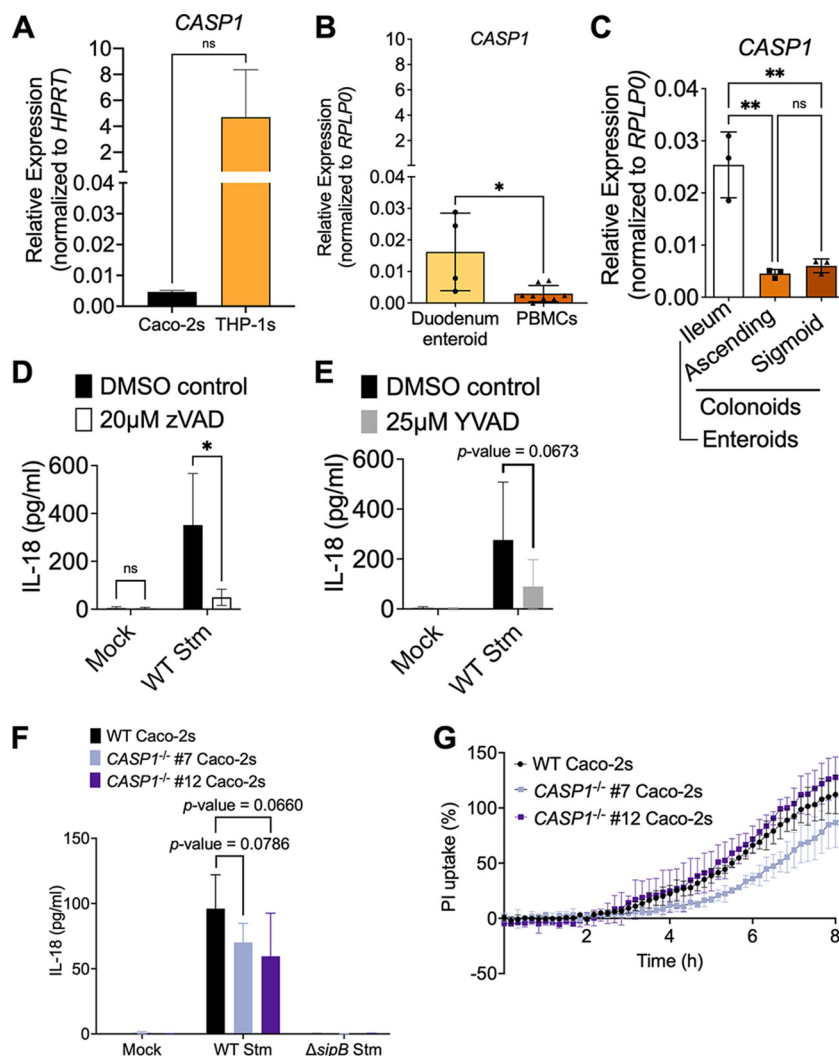 A
CASP1
ns
Relative Expression
(normalized to HPRT)
10
8
6
4
2
0.04
0.04
0.03
0.02
0.01
0.00
Caco-2s THP-1s
B
CASP1
*
Relative Expression
(normalized to RPLP0)
10
8
6
4
2
0.04
0.04
0.03
0.02
0.01
0.00
Duodenum
enteroid
PBMCs
C
CASP1
**
** ns
Relative Expression
(normalized to RPLP0)
0.04
0.03
0.02
0.01
0.00
Ileum
Ascending
Sigmoid
Colonoids
Enteroids
D
DMSO control
20µM zVAD
*
ns
IL-18 (pg/ml)
600
400
200
0
Mock
WT Stm
E
DMSO control
25µM YVAD
p-value = 0.0673
IL-18 (pg/ml)
600
400
200
0
Mock
WT Stm
F
WT Caco-2s
CASP1-/- #7 Caco-2s
CASP1-/- #12 Caco-2s
p-value = 0.0660
p-value = 0.0786
IL-18 (pg/ml)
150
100
50
0
Mock WT Stm ΔsipB Stm
G
WT Caco-2s
CASP1-/- #7 Caco-2s
CASP1-/- #12 Caco-2s
PI uptake (%)
150
100
50
0
-50
2 4 6 8
Time (h)